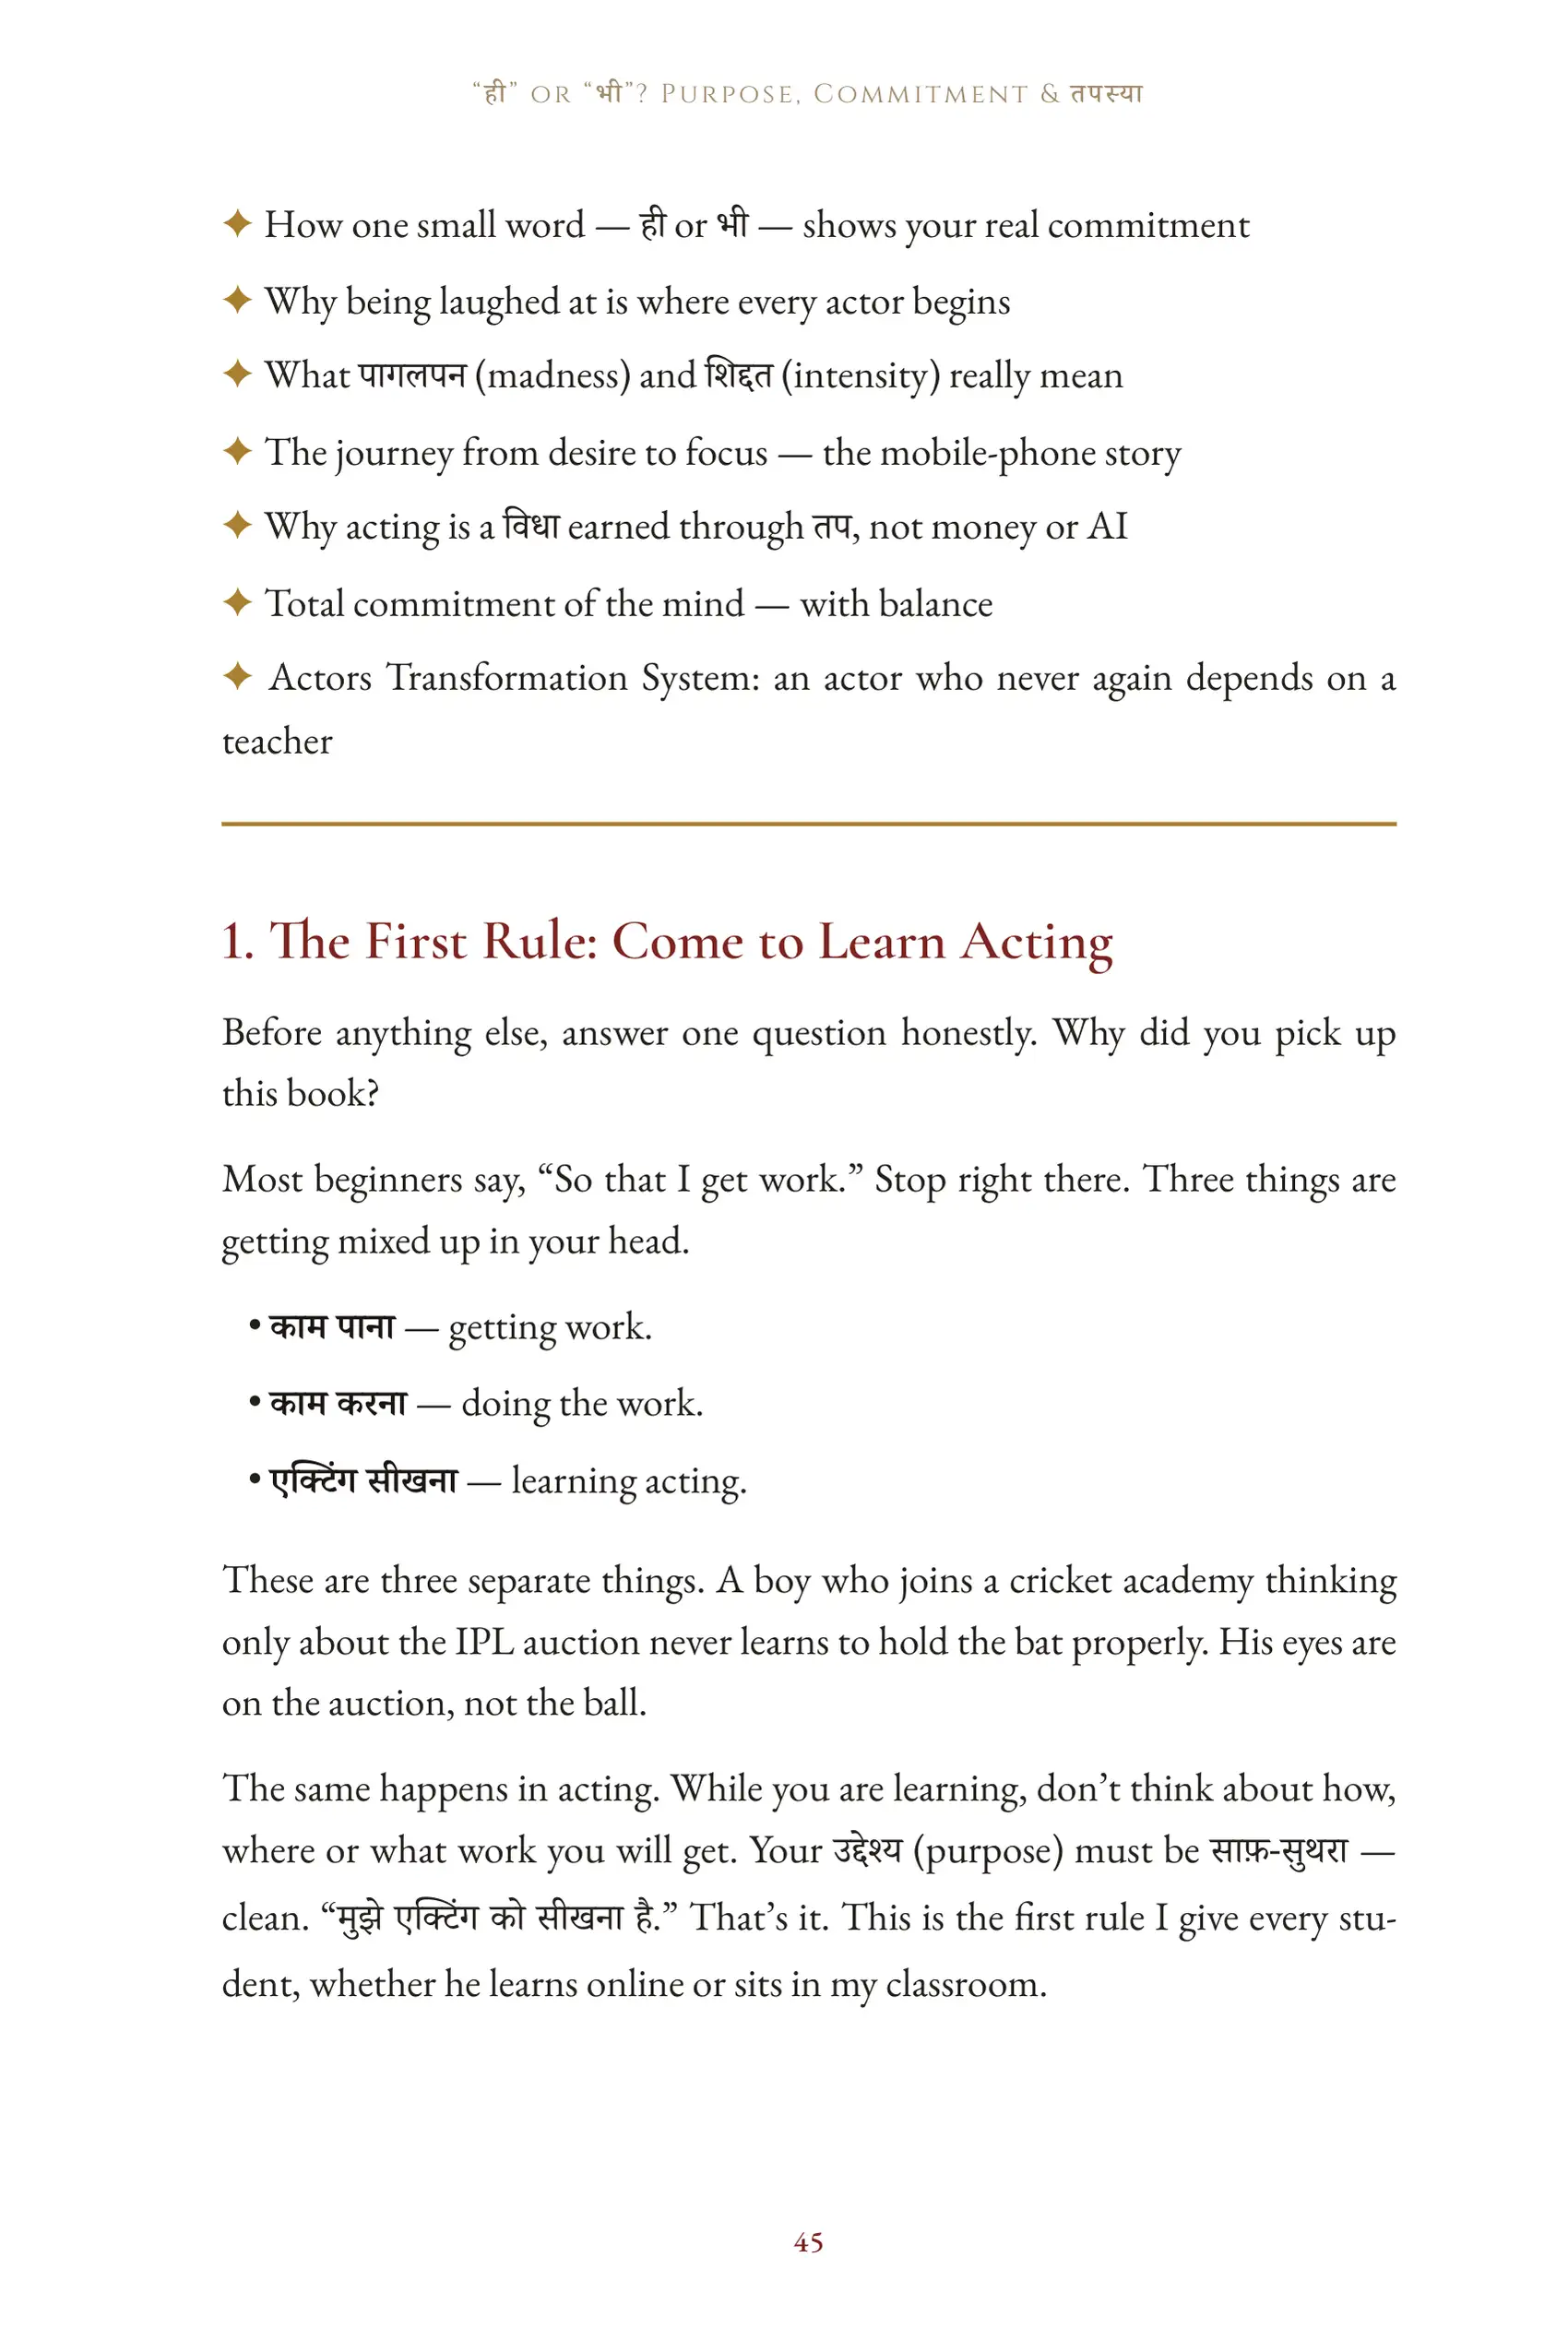 “ही” or “भी”? Purpose, Commitment & तपस्या
✦ How one small word — ही or भी — shows your real commitment
✦ Why being laughed at is where every actor begins
✦ What पागलपन (madness) and शिद्दत (intensity) really mean
✦ The journey from desire to focus — the mobile-phone story
✦ Why acting is a विधा earned through तप, not money or AI
✦ Total commitment of the mind — with balance
✦ Actors Transformation System: an actor who never again depends on a
teacher
1. The First Rule: Come to Learn Acting
Before anything else, answer one question honestly. Why did you pick up
this book?
Most beginners say, “So that I get work.” Stop right there. Three things are
getting mixed up in your head.
• काम पाना — getting work.
• काम करना — doing the work.
• एक्टिंग सीखना — learning acting.
These are three separate things. A boy who joins a cricket academy thinking
only about the IPL auction never learns to hold the bat properly. His eyes are
on the auction, not the ball.
The same happens in acting. While you are learning, don’t think about how,
where or what work you will get. Your उद्देश्य (purpose) must be साफ़-सुथरा —
clean. “मुझे एक्टिंग को सीखना है.” That’s it. This is the first rule I give every stu-
dent, whether he learns online or sits in my classroom.
45